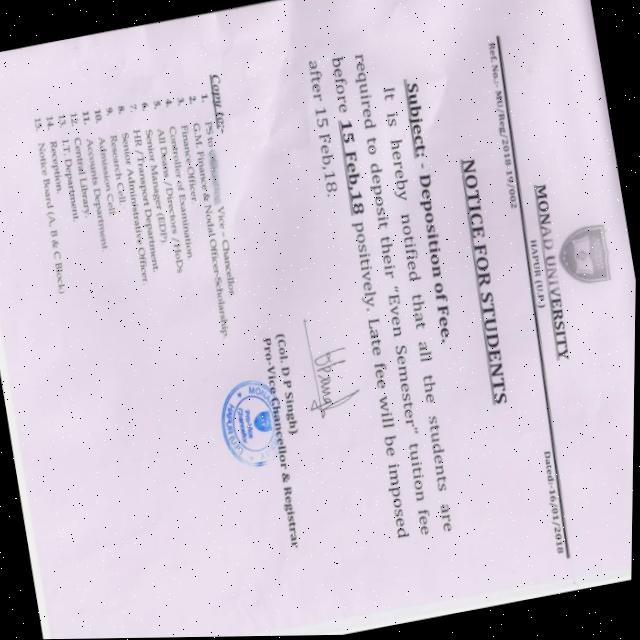 MONAD UNIVERSITY
HAPUR (U.P)
Ref. No:- MU/Reg/2018-19/002
Dated:- 16/01/2018
NOTICE FOR STUDENTS
Subject: - Deposition of Fee.
It is hereby notified that all the students are
required to deposit their "Even Semester" tuition fee
before 15 Feb,18 positively. Late fee will be imposed
after 15 Feb,18.
(Col. D P Singh)
Pro-Vice Chancellor & Registrar
Copy to:-
1. PS to Vice - Chancellor
2. G.M. Finance & Nodal Officer-Scholarship
3. Finance Officer
4. Controller of Examination
5. All Deans / Directors / HoDs
6. Senior Manager (EDP)
7. HR / Transport Department
8. Senior Administrative Officer
9. Research Cell
10. Admission Cell
11. Accounts Department
12. Central Library
13. I.T. Department
14. Reception
15. Notice Board (A, B & C Block)